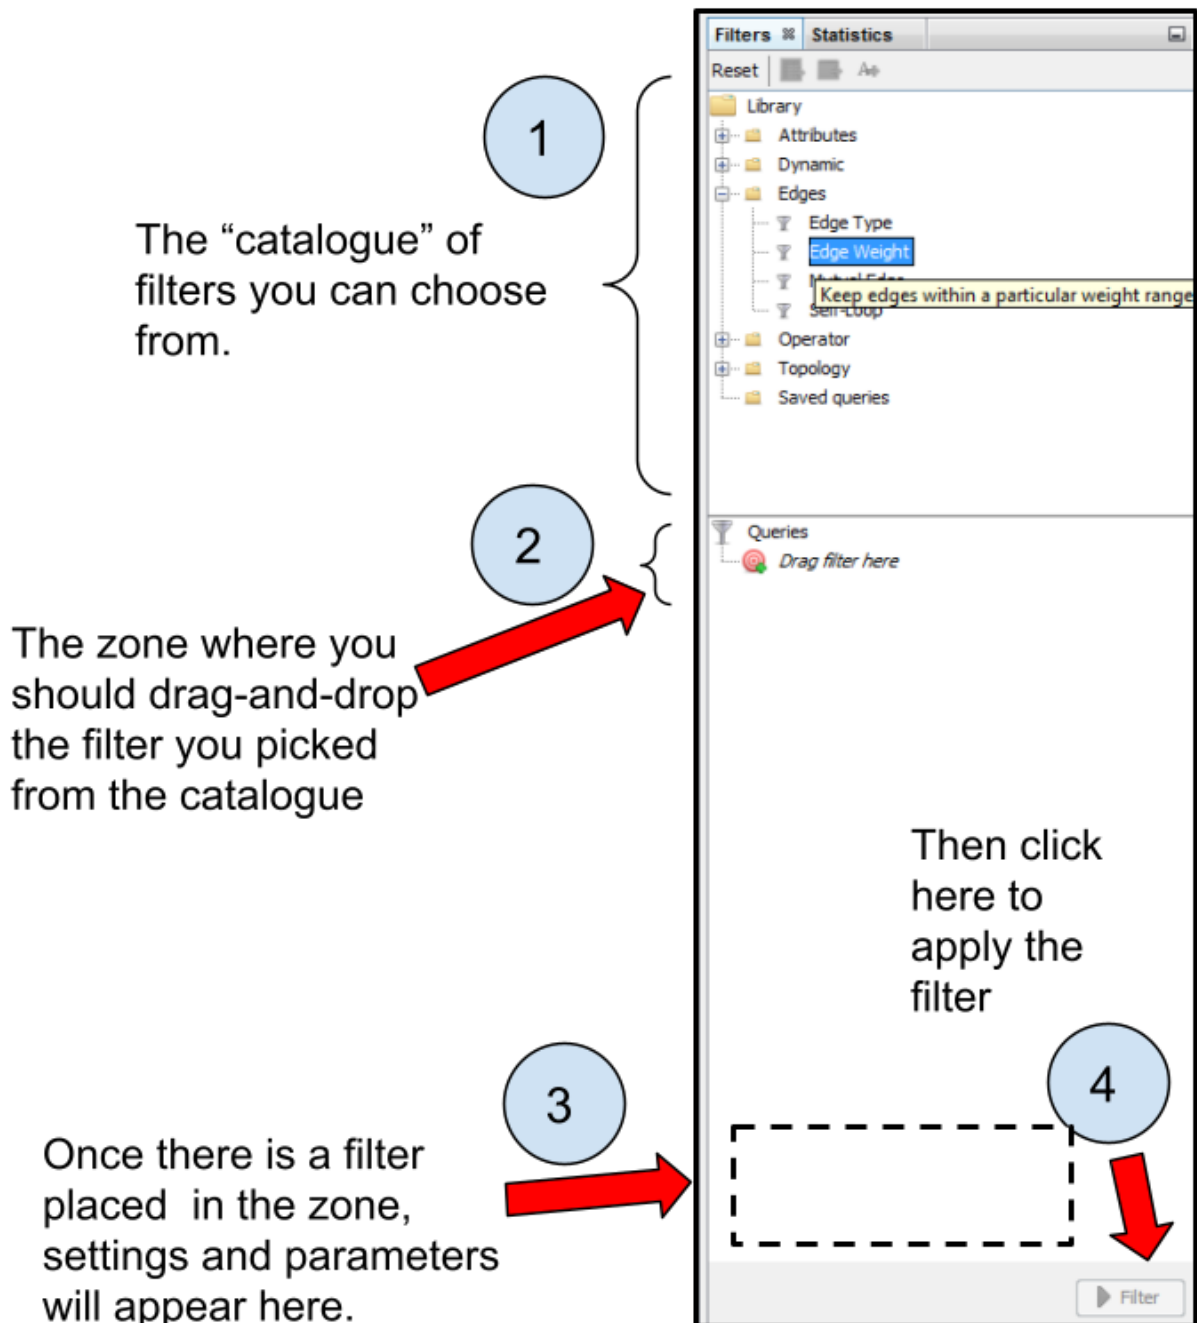 Filters Statistics
Reset
Library
Attributes
Dynamic
Edges
Edge Type
Edge Weight
Keep edges within a particular weight range
Self-Loop
Operator
Topology
Saved queries
Queries
Drag filter here
1
The “catalogue” of
filters you can choose
from.
2
The zone where you
should drag-and-drop
the filter you picked
from the catalogue
3
Once there is a filter
placed in the zone,
settings and parameters
will appear here.
Then click
here to
apply the
filter
4
Filter